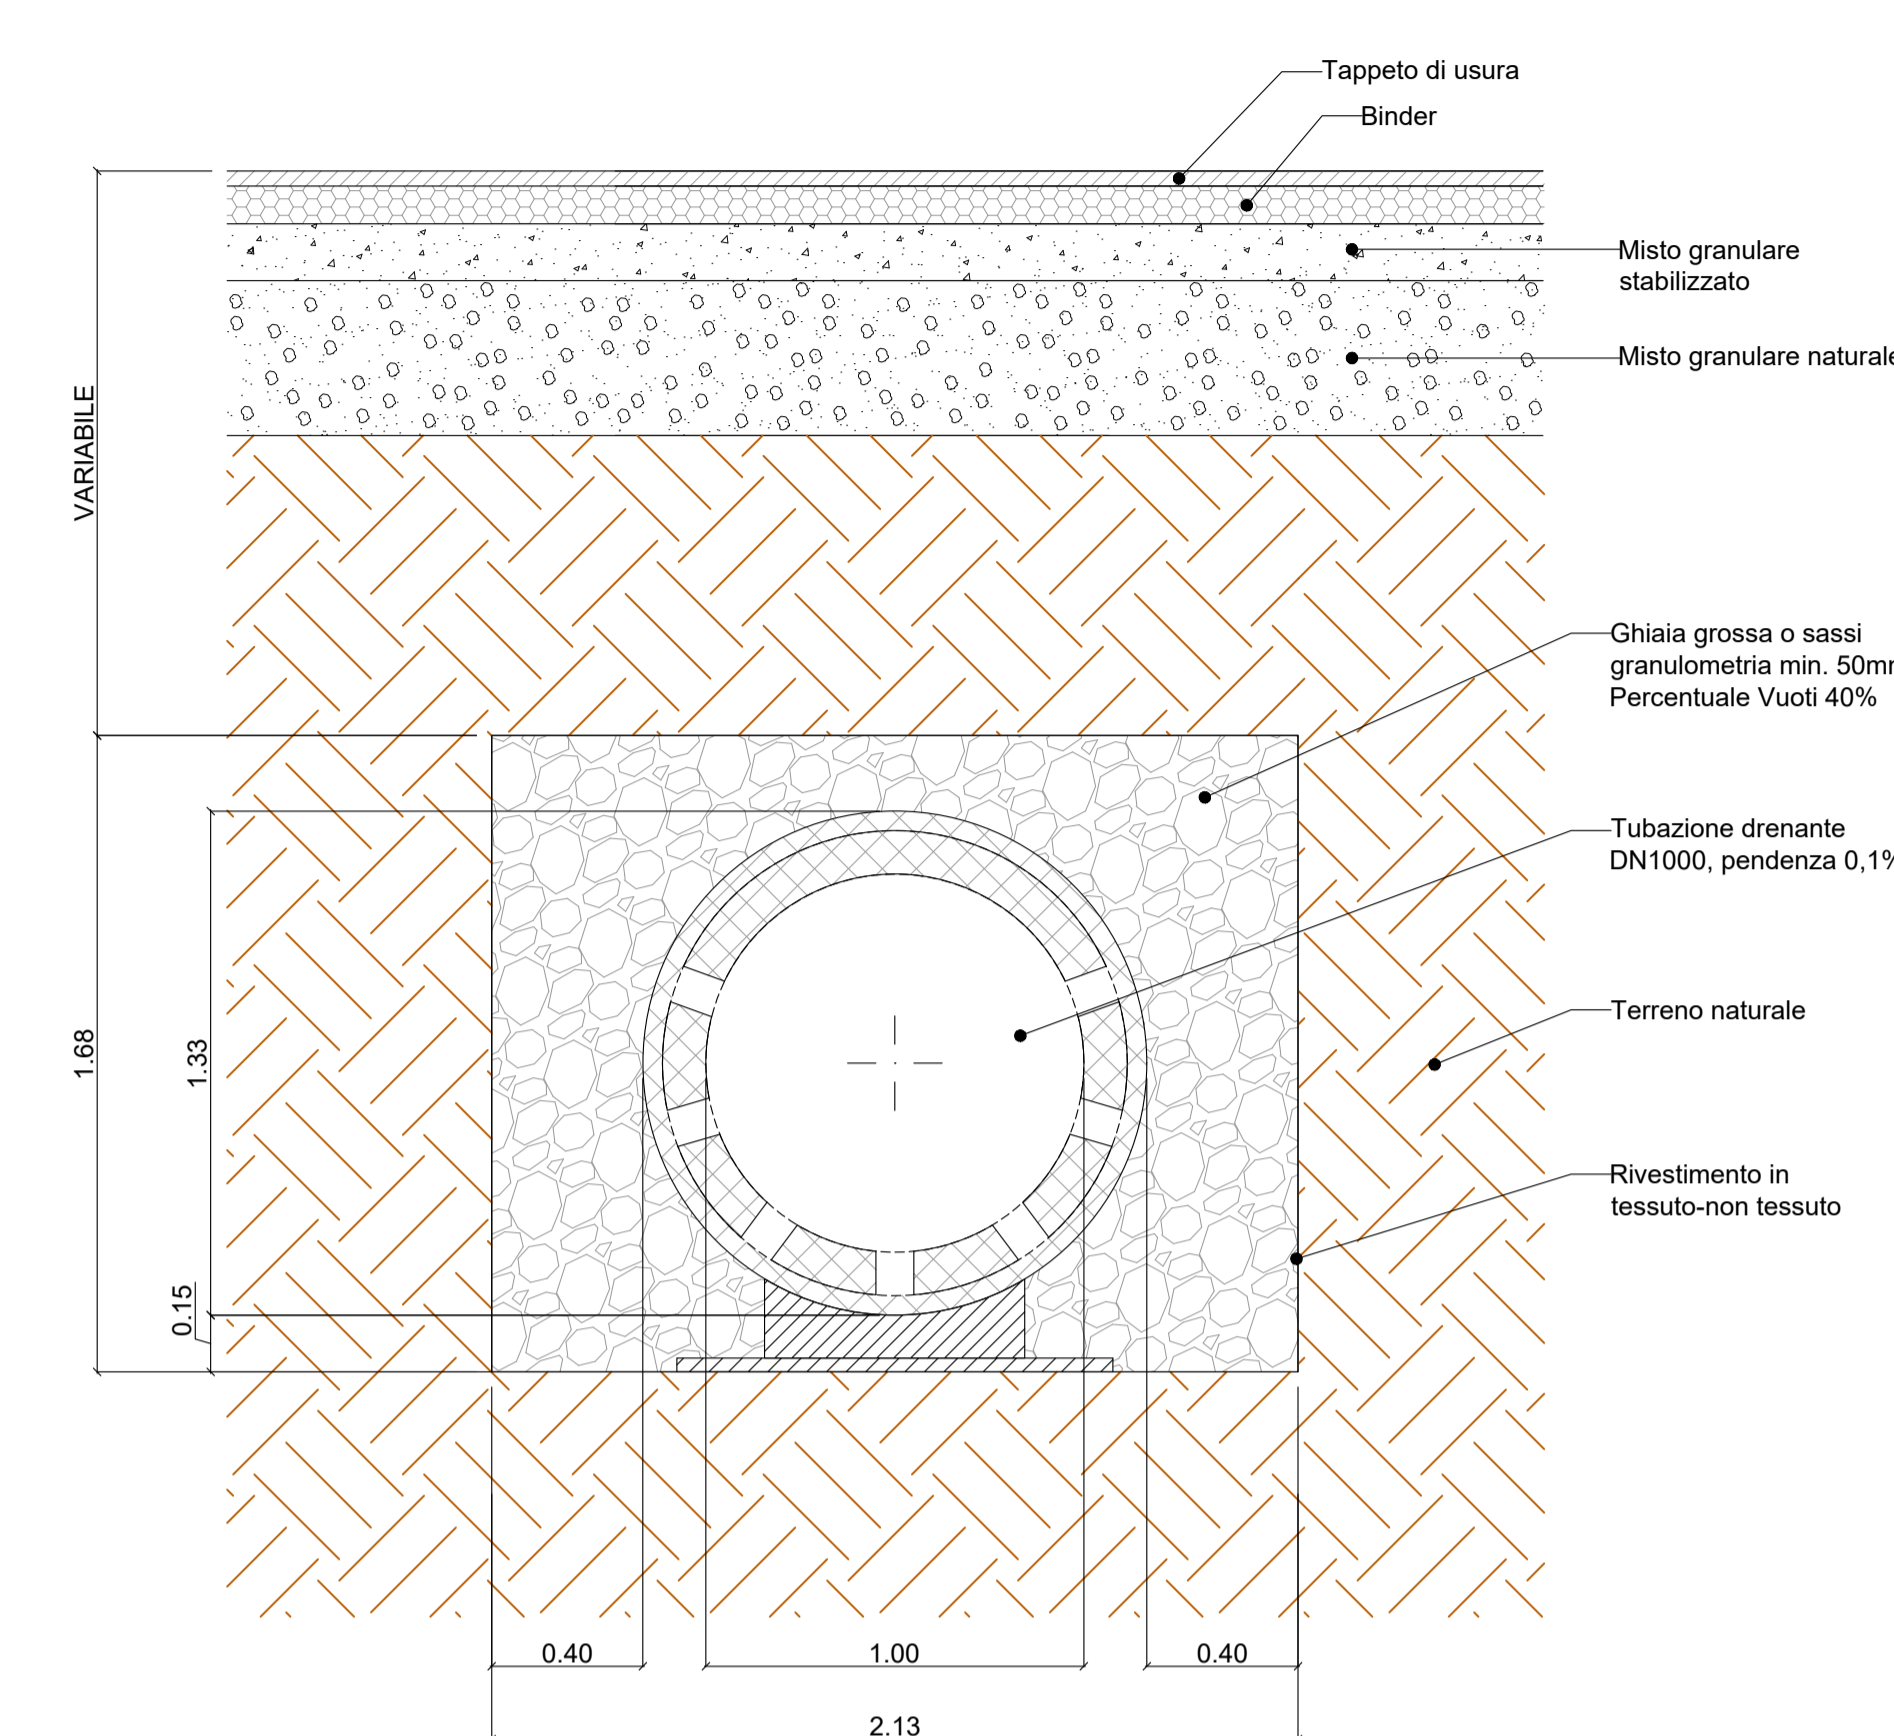 Tappeto di usura
Binder
Misto granulare
stabilizzato
Misto granulare naturale
VARIABILE
Ghiaia grossa o sassi
granulometria min. 50m
Percentuale Vuoti 40%
Tubazione drenante
DN1000, pendenza 0,1%
Terreno naturale
1.68
1.33
Rivestimento in
tessuto-non tessuto
0.15
0.40
1.00
0.40
2.13